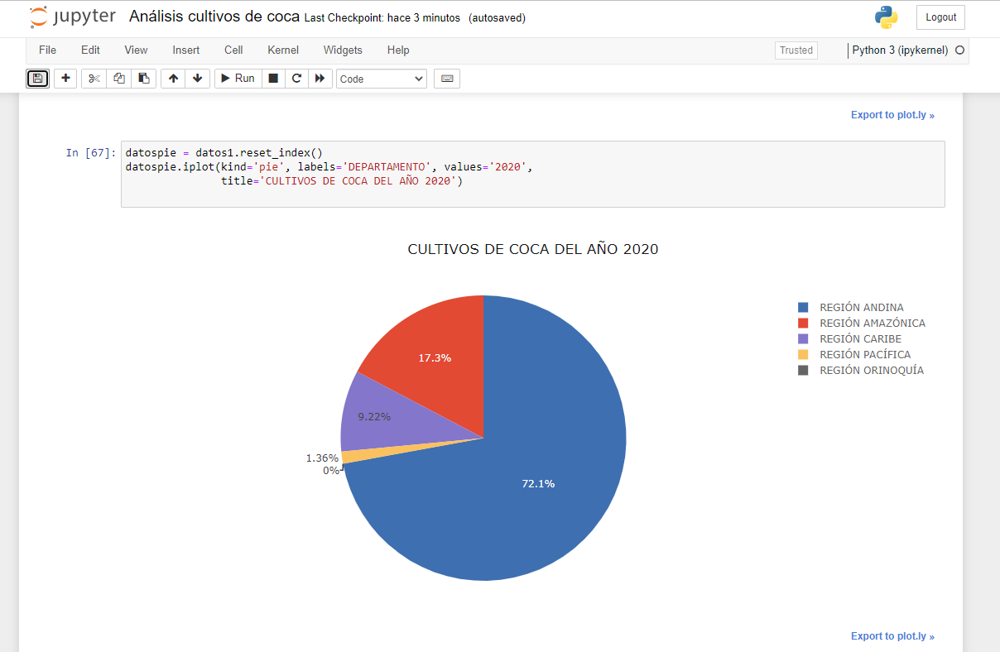 jupyter Análisis cultivos de coca Last Checkpoint: hace 3 minutos (autosaved) Logout
File Edit View Insert Cell Kernel Widgets Help Trusted Python 3 (ipykernel)
Run Code
Export to plot.ly »
In [67]: datospie = datos1.reset_index()
datospie.iplot(kind='pie', labels='DEPARTAMENTO', values='2020',
title='CULTIVOS DE COCA DEL AÑO 2020')
CULTIVOS DE COCA DEL AÑO 2020
REGIÓN ANDINA
REGIÓN AMAZÓNICA
REGIÓN CARIBE
REGIÓN PACÍFICA
REGIÓN ORINOQUÍA
17.3%
9.22%
1.36%
0%
72.1%
Export to plot.ly »